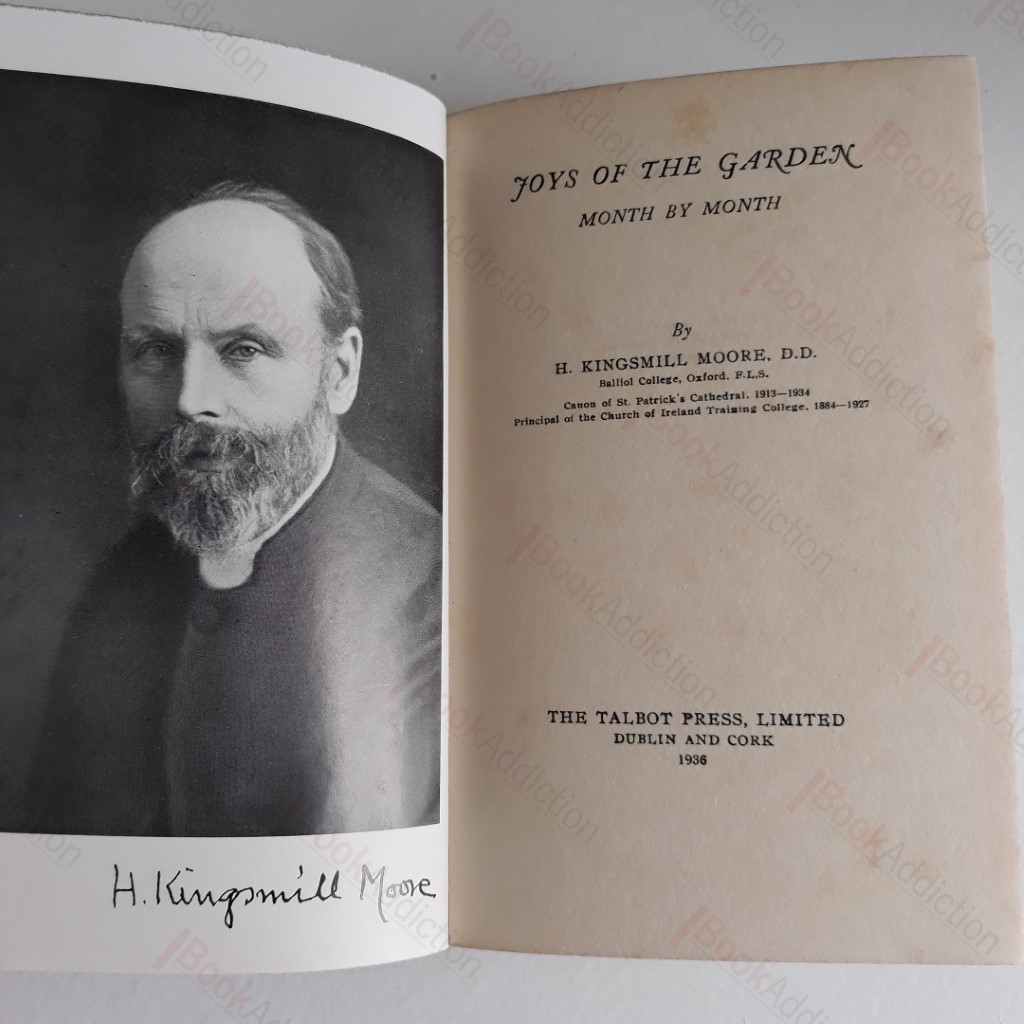 H. Kingsmill Moore
JOYS OF THE GARDEN
MONTH BY MONTH
By
H. KINGSMILL MOORE, D.D.
Balliol College, Oxford. F.L.S.
Canon of St. Patrick's Cathedral, 1913—1934
Principal of the Church of Ireland Training College, 1884—1927
THE TALBOT PRESS, LIMITED
DUBLIN AND CORK
1936
BookAddiction